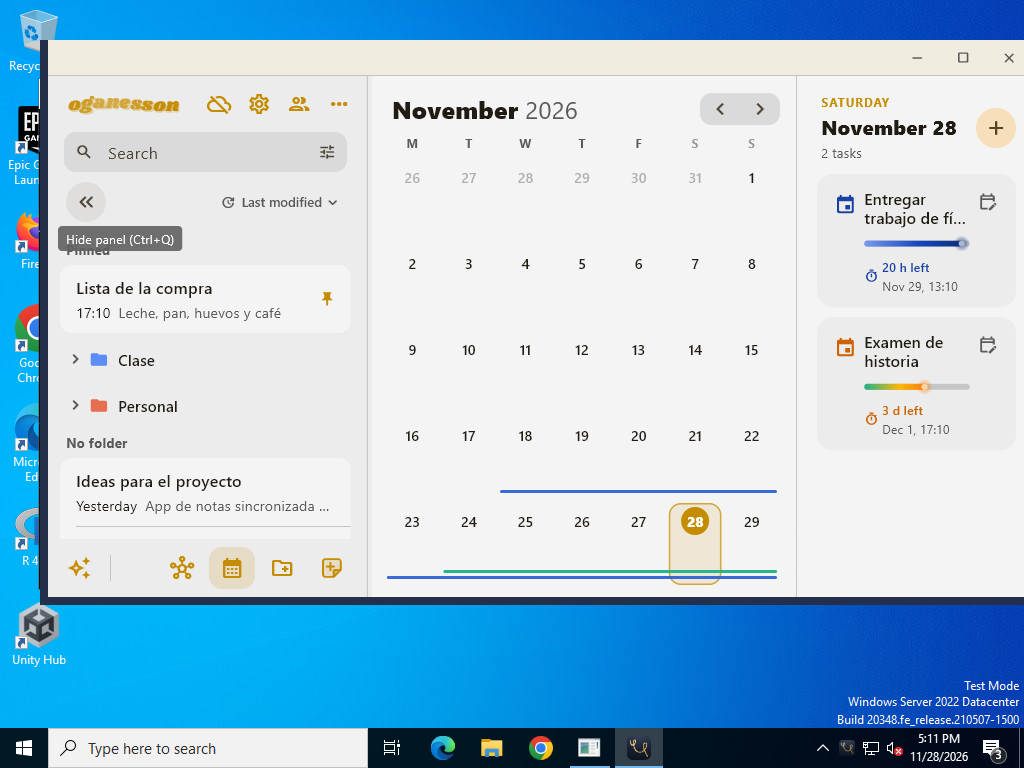 Recyc
EPIC
GAM
Epic G
Laun
Fire
Goo
Chro
Micro
Ed
R 4
Unity Hub
oganesson
Search
Last modified
Hide panel (Ctrl+Q)
Pinned
Lista de la compra
17:10 Leche, pan, huevos y café
Clase
Personal
No folder
Ideas para el proyecto
Yesterday App de notas sincronizada ...
November 2026
M T W T F S S
26 27 28 29 30 31 1
2 3 4 5 6 7 8
9 10 11 12 13 14 15
16 17 18 19 20 21 22
23 24 25 26 27 28 29
SATURDAY
November 28
2 tasks
Entregar
trabajo de fí...
20 h left
Nov 29, 13:10
Examen de
historia
3 d left
Dec 1, 17:10
Test Mode
Windows Server 2022 Datacenter
Build 20348.fe_release.210507-1500
Type here to search
5:11 PM
11/28/2026
3